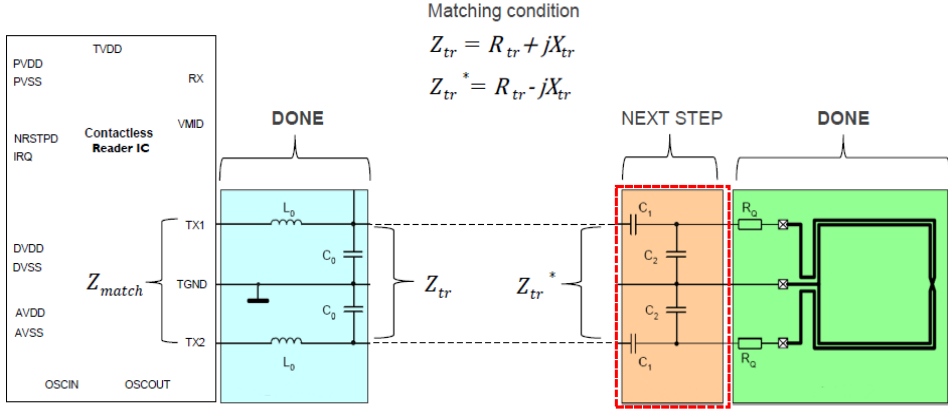 Matching condition
Z_tr = R_tr + jX_tr
Z_tr* = R_tr - jX_tr
DONE
NEXT STEP
DONE
TVDD
PVDD
PVSS
RX
VMID
NRSTPD
IRQ
Contactless
Reader IC
TX1
DVDD
DVSS
TGND
AVDD
AVSS
TX2
OSCIN
OSCOUT
Z_match
L_0
C_0
C_0
L_0
Z_tr
Z_tr*
C_1
C_2
C_2
C_1
R_Q
R_Q